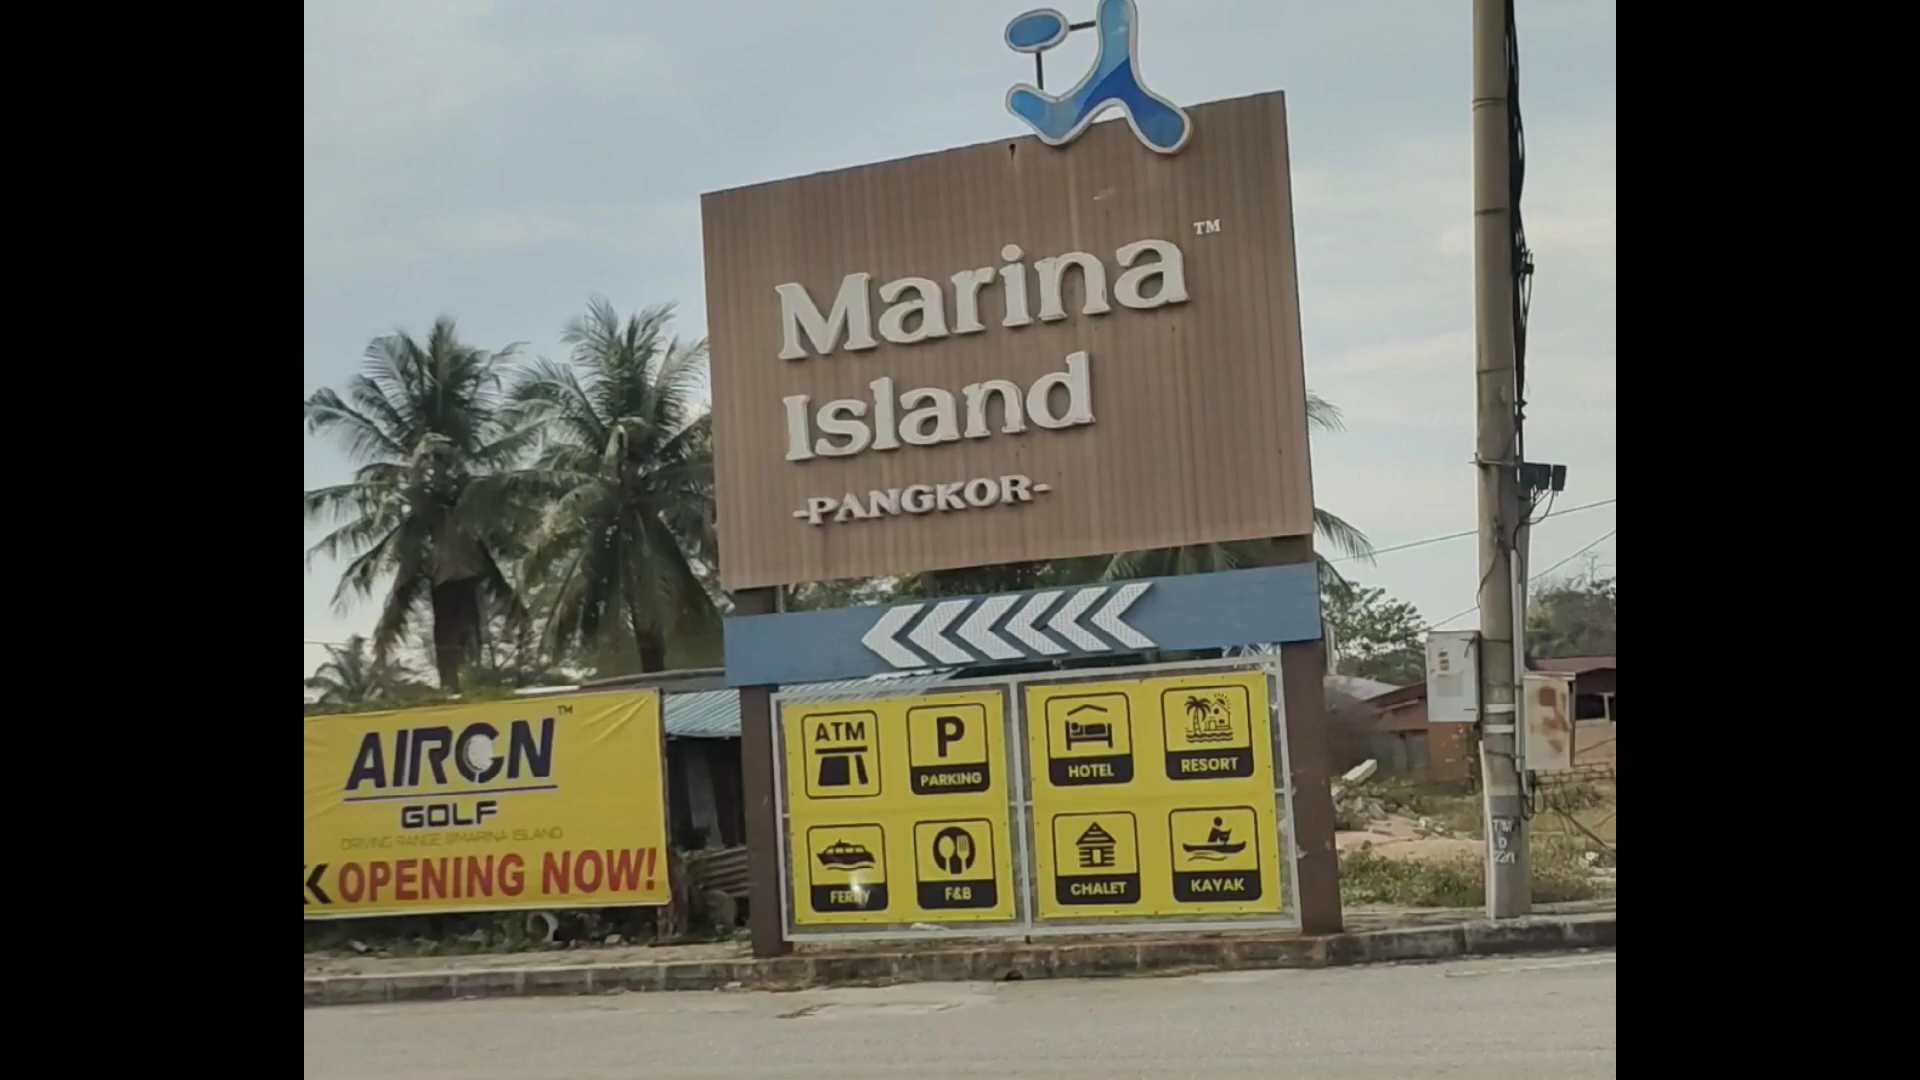 Marina™
Island
-PANGKOR-
ATM
P
PARKING
HOTEL
RESORT
FERRY
F&B
CHALET
KAYAK
AIRON™
GOLF
DRIVING RANGE @MARINA ISLAND
OPENING NOW!